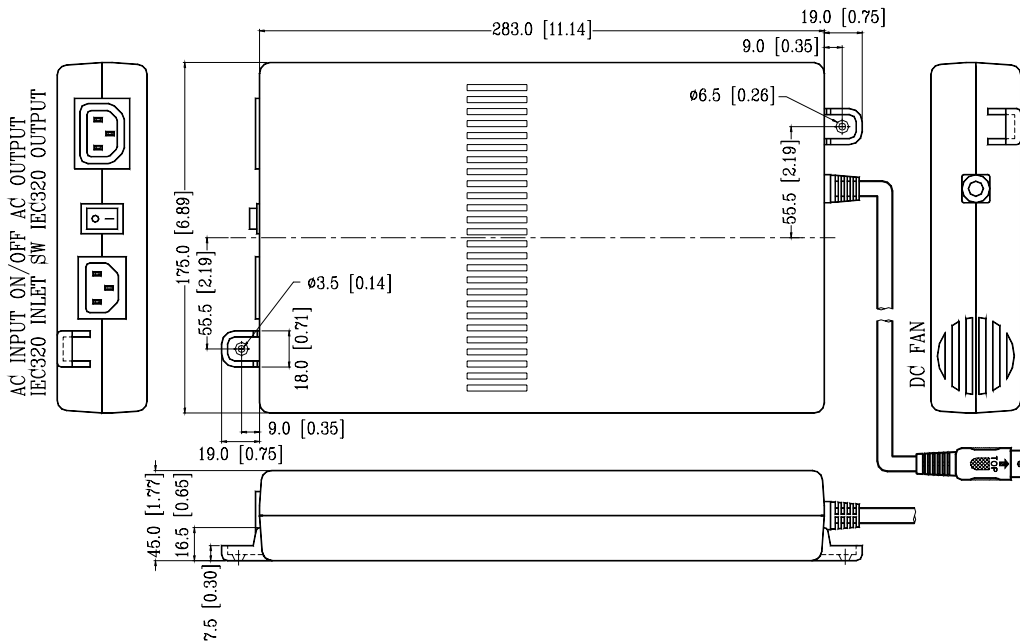 283.0 [11.14]
19.0 [0.75]
9.0 [0.35]
ø6.5 [0.26]
55.5 [2.19]
175.0 [6.89]
55.5 [2.19]
ø3.5 [0.14]
18.0 [0.71]
9.0 [0.35]
19.0 [0.75]
AC INPUT ON/OFF AC OUTPUT
IEC320 INLET SW IEC320 OUTPUT
O I
DC FAN
TOP
45.0 [1.77]
16.5 [0.65]
7.5 [0.30]